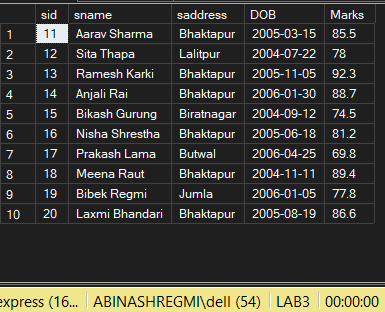 sid sname saddress DOB Marks
1 11 Aarav Sharma Bhaktapur 2005-03-15 85.5
2 12 Sita Thapa Lalitpur 2004-07-22 78
3 13 Ramesh Karki Bhaktapur 2005-11-05 92.3
4 14 Anjali Rai Bhaktapur 2006-01-30 88.7
5 15 Bikash Gurung Biratnagar 2004-09-12 74.5
6 16 Nisha Shrestha Bhaktapur 2005-06-18 81.2
7 17 Prakash Lama Butwal 2006-04-25 69.8
8 18 Meena Raut Bhaktapur 2004-11-11 89.4
9 19 Bibek Regmi Jumla 2006-01-05 77.8
10 20 Laxmi Bhandari Bhaktapur 2005-08-19 86.6
express (16... ABINASHREGMI\dell (54) LAB3 00:00:00